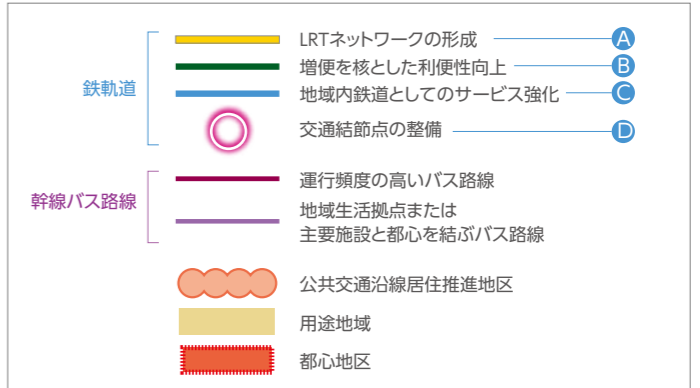 鉄軌道
LRTネットワークの形成 A
増便を核とした利便性向上 B
地域内鉄道としてのサービス強化 C
交通結節点の整備 D
幹線バス路線
運行頻度の高いバス路線
地域生活拠点または
主要施設と都心を結ぶバス路線
公共交通沿線居住推進地区
用途地域
都心地区